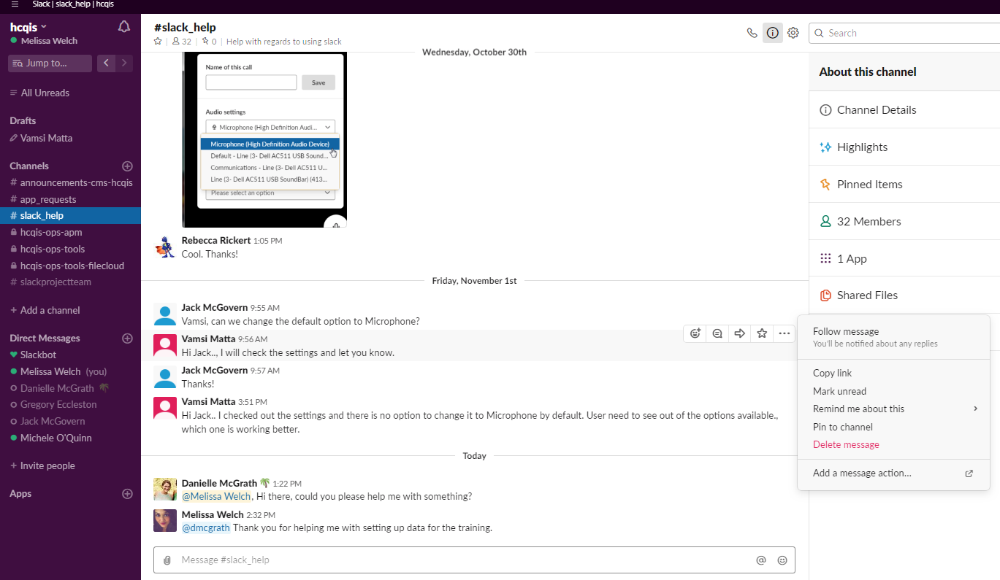 Slack | slack_help | hcqis
hcqis
Melissa Welch
Jump to...
All Unreads
Drafts
Vamsi Matta
Channels
# announcements-cms-hcqis
# app_requests
# slack_help
hcqis-ops-apm
hcqis-ops-tools
hcqis-ops-tools-filecloud
# slackprojectteam
+ Add a channel
Direct Messages
Slackbot
Melissa Welch (you)
Danielle McGrath
Gregory Eccleston
Jack McGovern
Michele O'Quinn
+ Invite people
Apps
#slack_help
32 | 0 | Help with regards to using slack
Search
Wednesday, October 30th
Name of this call
Save
Audio settings
Microphone (High Definition Audi...
Microphone (High Definition Audio Device)
Default - Line (3- Dell AC511 USB Sound...
Communications - Line (3- Dell AC511 U...
Line (3- Dell AC511 USB SoundBar) (413...
Please select an option
Rebecca Rickert 1:05 PM
Cool. Thanks!
Friday, November 1st
Jack McGovern 9:55 AM
Vamsi, can we change the default option to Microphone?
Vamsi Matta 9:56 AM
Hi Jack.., I will check the settings and let you know.
Jack McGovern 9:57 AM
Thanks!
Vamsi Matta 3:51 PM
Hi Jack.. I checked out the settings and there is no option to change it to Microphone by default. User need to see out of the options available.,
which one is working better.
Today
Danielle McGrath 1:22 PM
@Melissa Welch, Hi there, could you please help me with something?
Melissa Welch 2:32 PM
@dmcgrath Thank you for helping me with setting up data for the training.
Message #slack_help
About this channel
Channel Details
Highlights
Pinned Items
32 Members
1 App
Shared Files
Follow message
You'll be notified about any replies
Copy link
Mark unread
Remind me about this
Pin to channel
Delete message
Add a message action...